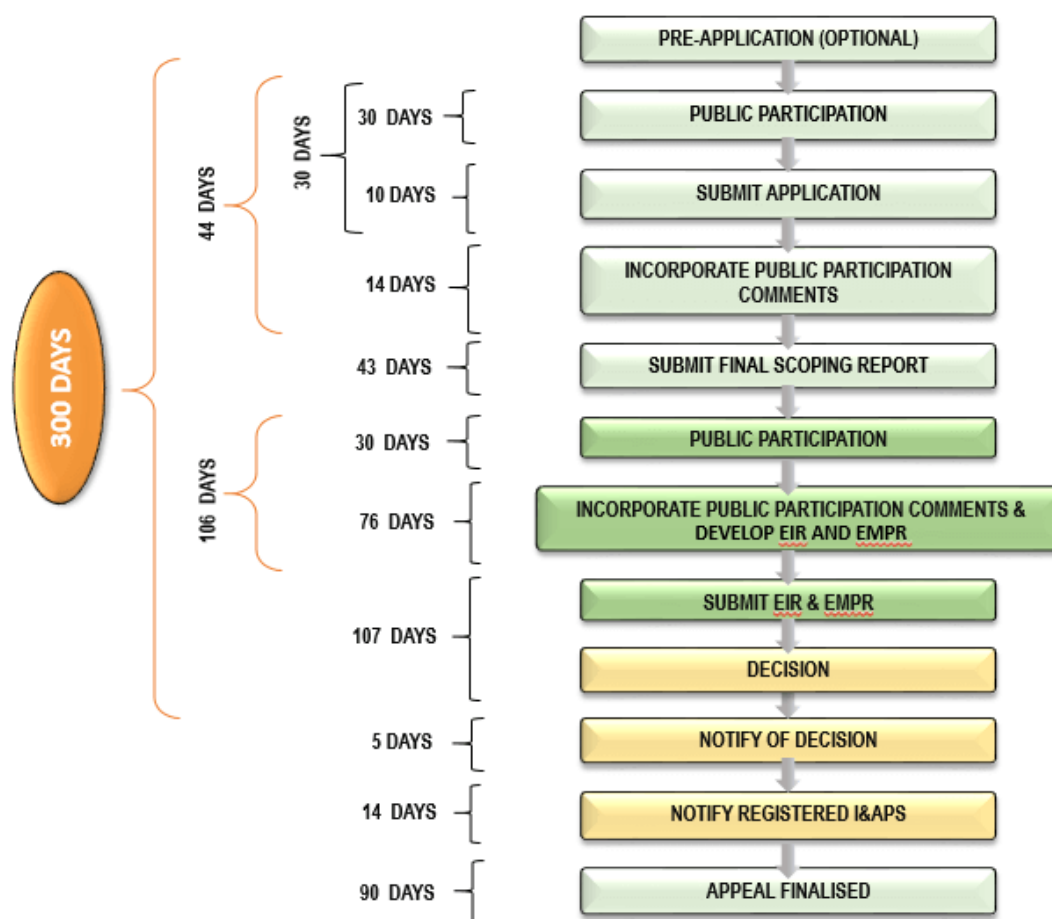 PRE-APPLICATION (OPTIONAL)
30 DAYS
PUBLIC PARTICIPATION
30 DAYS
10 DAYS
SUBMIT APPLICATION
44 DAYS
14 DAYS
INCORPORATE PUBLIC PARTICIPATION
COMMENTS
300 DAYS
43 DAYS
SUBMIT FINAL SCOPING REPORT
30 DAYS
PUBLIC PARTICIPATION
106 DAYS
76 DAYS
INCORPORATE PUBLIC PARTICIPATION COMMENTS &
DEVELOP EIR AND EMPR
107 DAYS
SUBMIT EIR & EMPR
DECISION
5 DAYS
NOTIFY OF DECISION
14 DAYS
NOTIFY REGISTERED I&APS
90 DAYS
APPEAL FINALISED